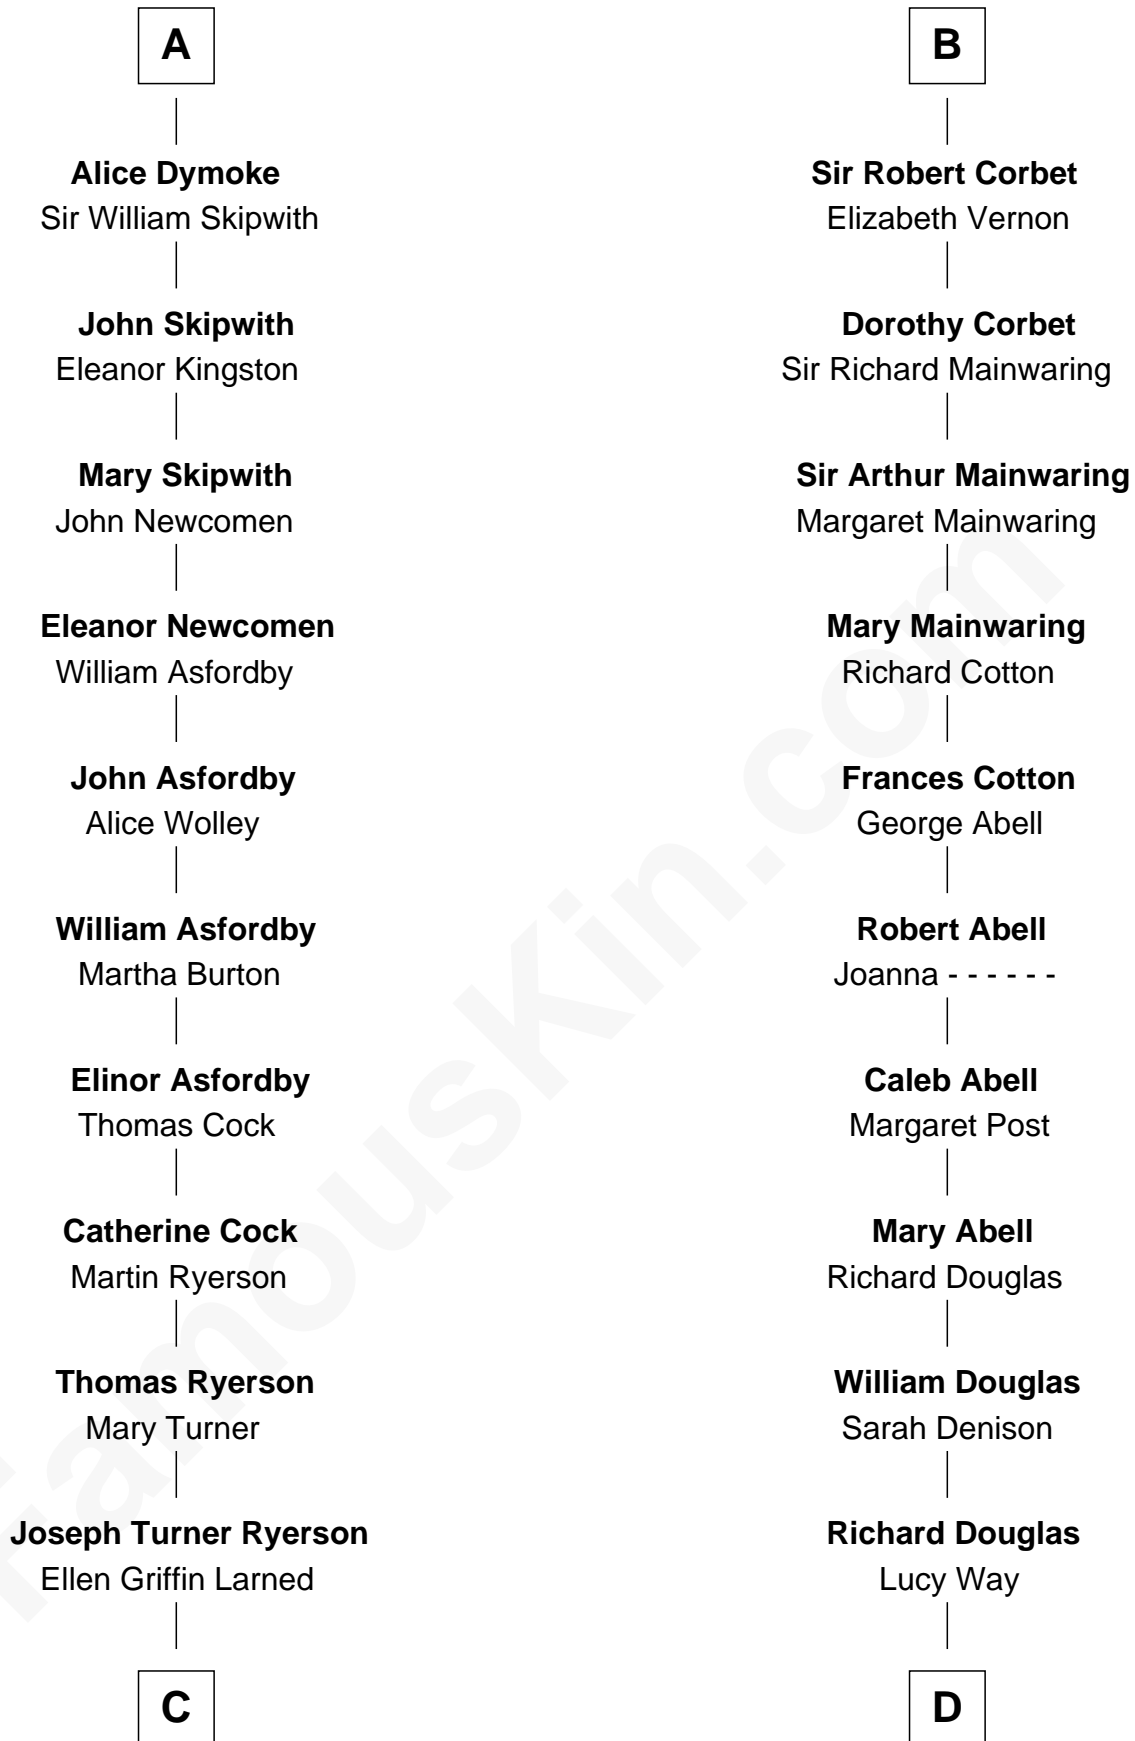 A
Alice Dymoke
Sir William Skipwith
John Skipwith
Eleanor Kingston
Mary Skipwith
John Newcomen
Eleanor Newcomen
William Asfordby
John Asfordby
Alice Wolley
William Asfordby
Martha Burton
Elinor Asfordby
Thomas Cock
Catherine Cock
Martin Ryerson
Thomas Ryerson
Mary Turner
Joseph Turner Ryerson
Ellen Griffin Larned
C
B
Sir Robert Corbet
Elizabeth Vernon
Dorothy Corbet
Sir Richard Mainwaring
Sir Arthur Mainwaring
Margaret Mainwaring
Mary Mainwaring
Richard Cotton
Frances Cotton
George Abell
Robert Abell
Joanna - - - - - -
Caleb Abell
Margaret Post
Mary Abell
Richard Douglas
William Douglas
Sarah Denison
Richard Douglas
Lucy Way
D
FamousKin.com